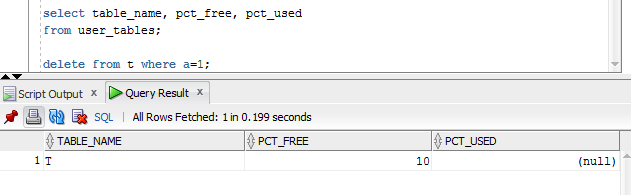 select table_name, pct_free, pct_used
from user_tables;
delete from t where a=1;
Script Output x Query Result x
SQL | All Rows Fetched: 1 in 0.199 seconds
TABLE_NAME PCT_FREE PCT_USED
1 T 10 (null)